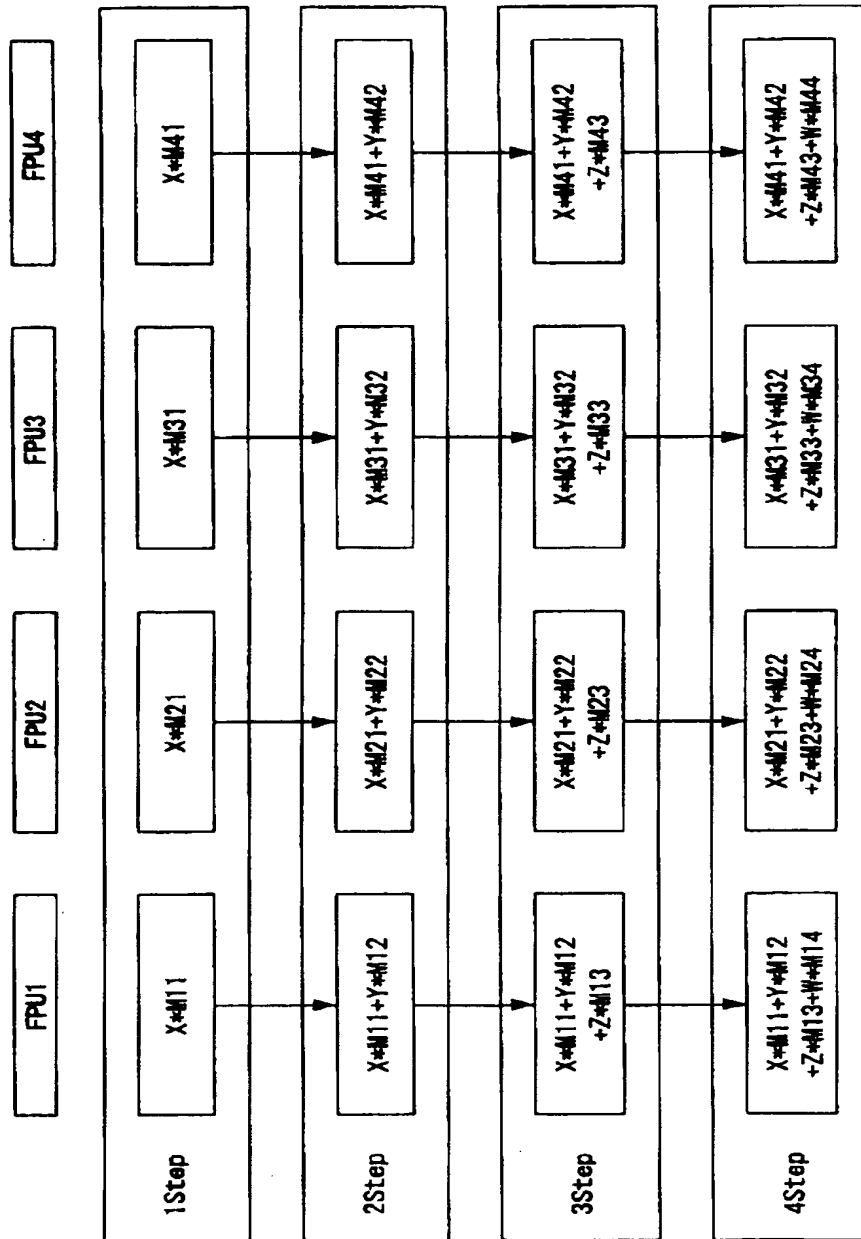 FPU1
FPU2
FPU3
FPU4
1Step
X*M11
X*M21
X*M31
X*M41
2Step
X*M11+Y*M12
X*M21+Y*M22
X*M31+Y*M32
X*M41+Y*M42
3Step
X*M11+Y*M12
+Z*M13
X*M21+Y*M22
+Z*M23
X*M31+Y*M32
+Z*M33
X*M41+Y*M42
+Z*M43
4Step
X*M11+Y*M12
+Z*M13+W*M14
X*M21+Y*M22
+Z*M23+W*M24
X*M31+Y*M32
+Z*M33+W*M34
X*M41+Y*M42
+Z*M43+W*M44